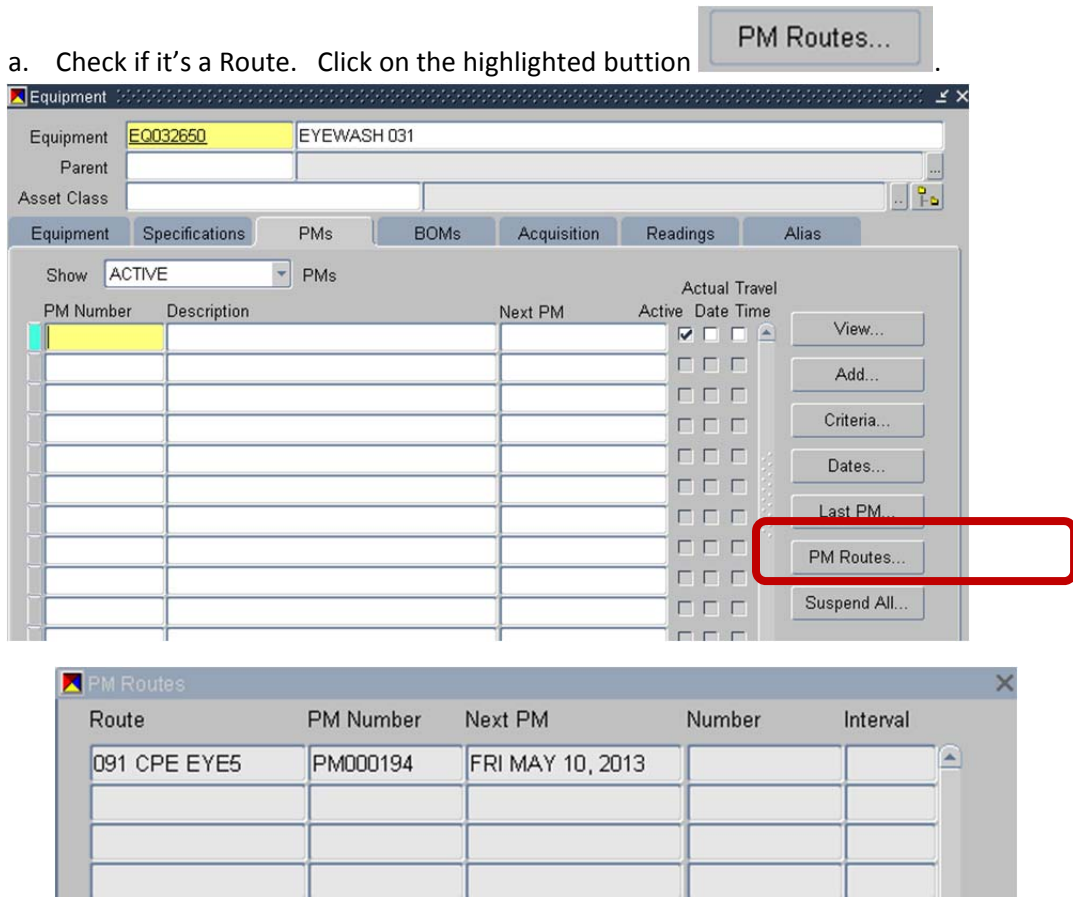 PM Routes...
a. Check if it's a Route. Click on the highlighted buttion .
Equipment
Equipment EQ032650 EYEWASH 031
Parent ...
Asset Class ..
Equipment Specifications PMs BOMs Acquisition Readings Alias
Show ACTIVE PMs
Actual Travel
PM Number Description Next PM Active Date Time
View...
Add...
Criteria...
Dates...
Last PM...
PM Routes...
Suspend All...
PM Routes
Route PM Number Next PM Number Interval
091 CPE EYE5 PM000194 FRI MAY 10, 2013